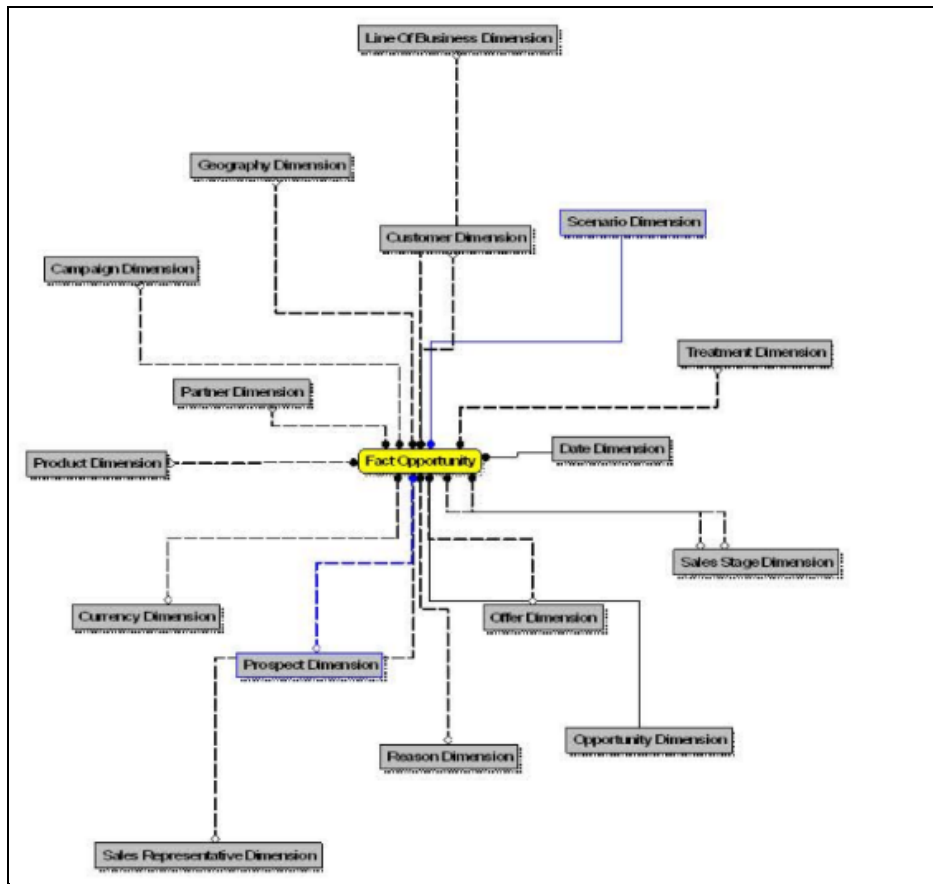 Line Of Business Dimension
Geography Dimension
Scenario Dimension
Customer Dimension
Campaign Dimension
Treatment Dimension
Partner Dimension
Date Dimension
Fact Opportunity
Product Dimension
Sales Stage Dimension
Currency Dimension
Offer Dimension
Prospect Dimension
Opportunity Dimension
Reason Dimension
Sales Representative Dimension